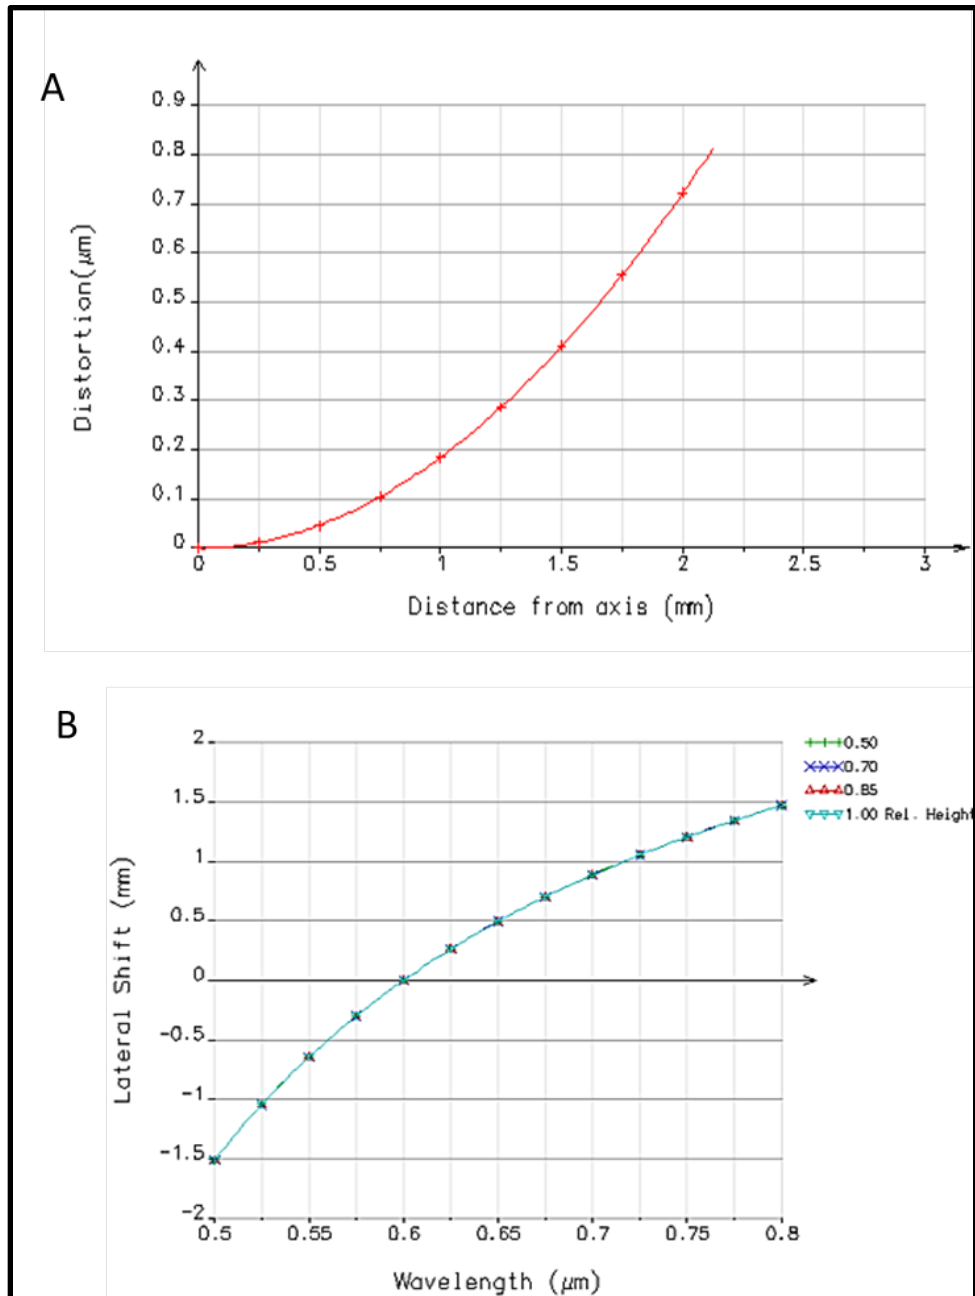 A
0.9
0.8
0.7
0.6
0.5
0.4
0.3
0.2
0.1
0
Distortion(μm)
0 0.5 1 1.5 2 2.5 3
Distance from axis (mm)
B
2
1.5
1
0.5
0
-0.5
-1
-1.5
-2
Lateral Shift (mm)
0.50
0.70
0.85
1.00 Rel. Height
0.5 0.55 0.6 0.65 0.7 0.75 0.8
Wavelength (μm)